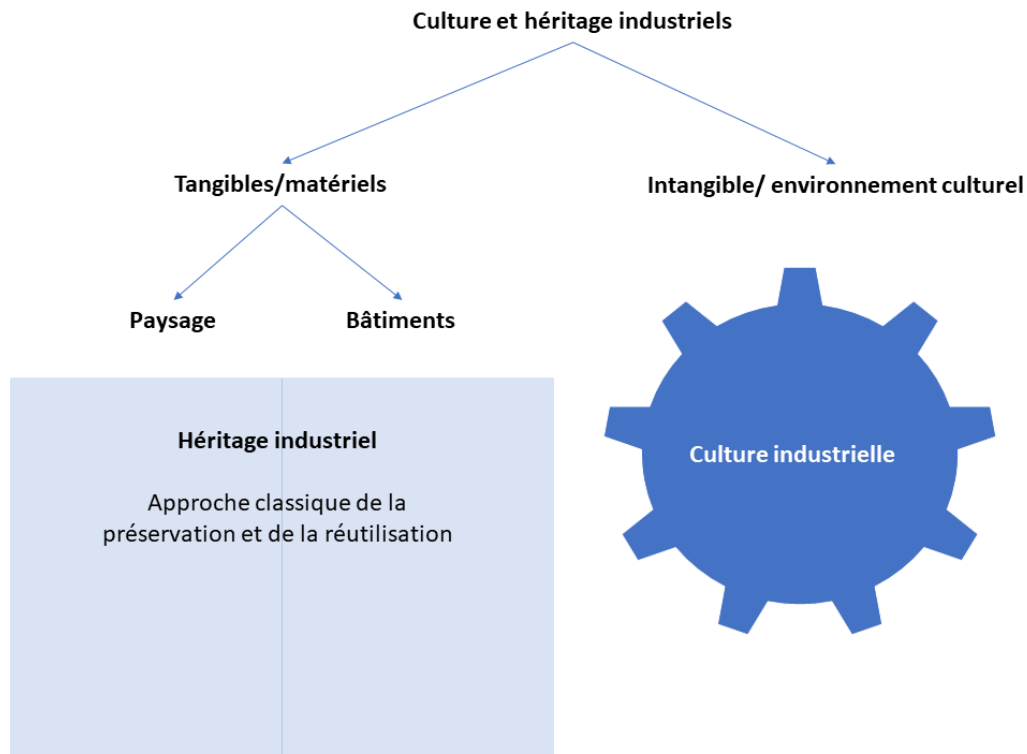 Culture et héritage industriels
Tangibles/matériels
Intangible/ environnement culturel
Paysage
Bâtiments
Héritage industriel
Approche classique de la
préservation et de la réutilisation
Culture industrielle